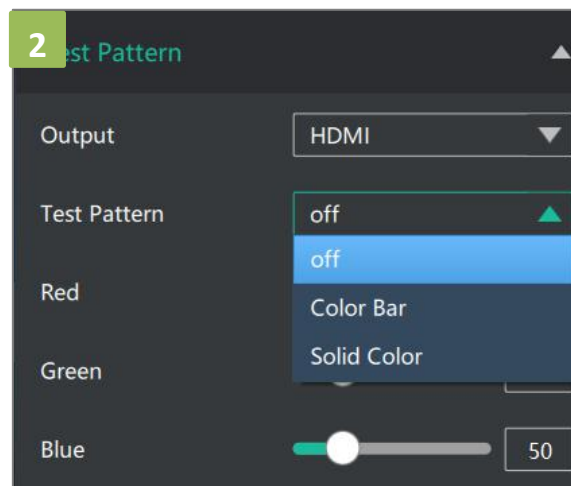 2
est Pattern
Output HDMI
Test Pattern off
off
Red
Color Bar
Solid Color
Green
Blue 50